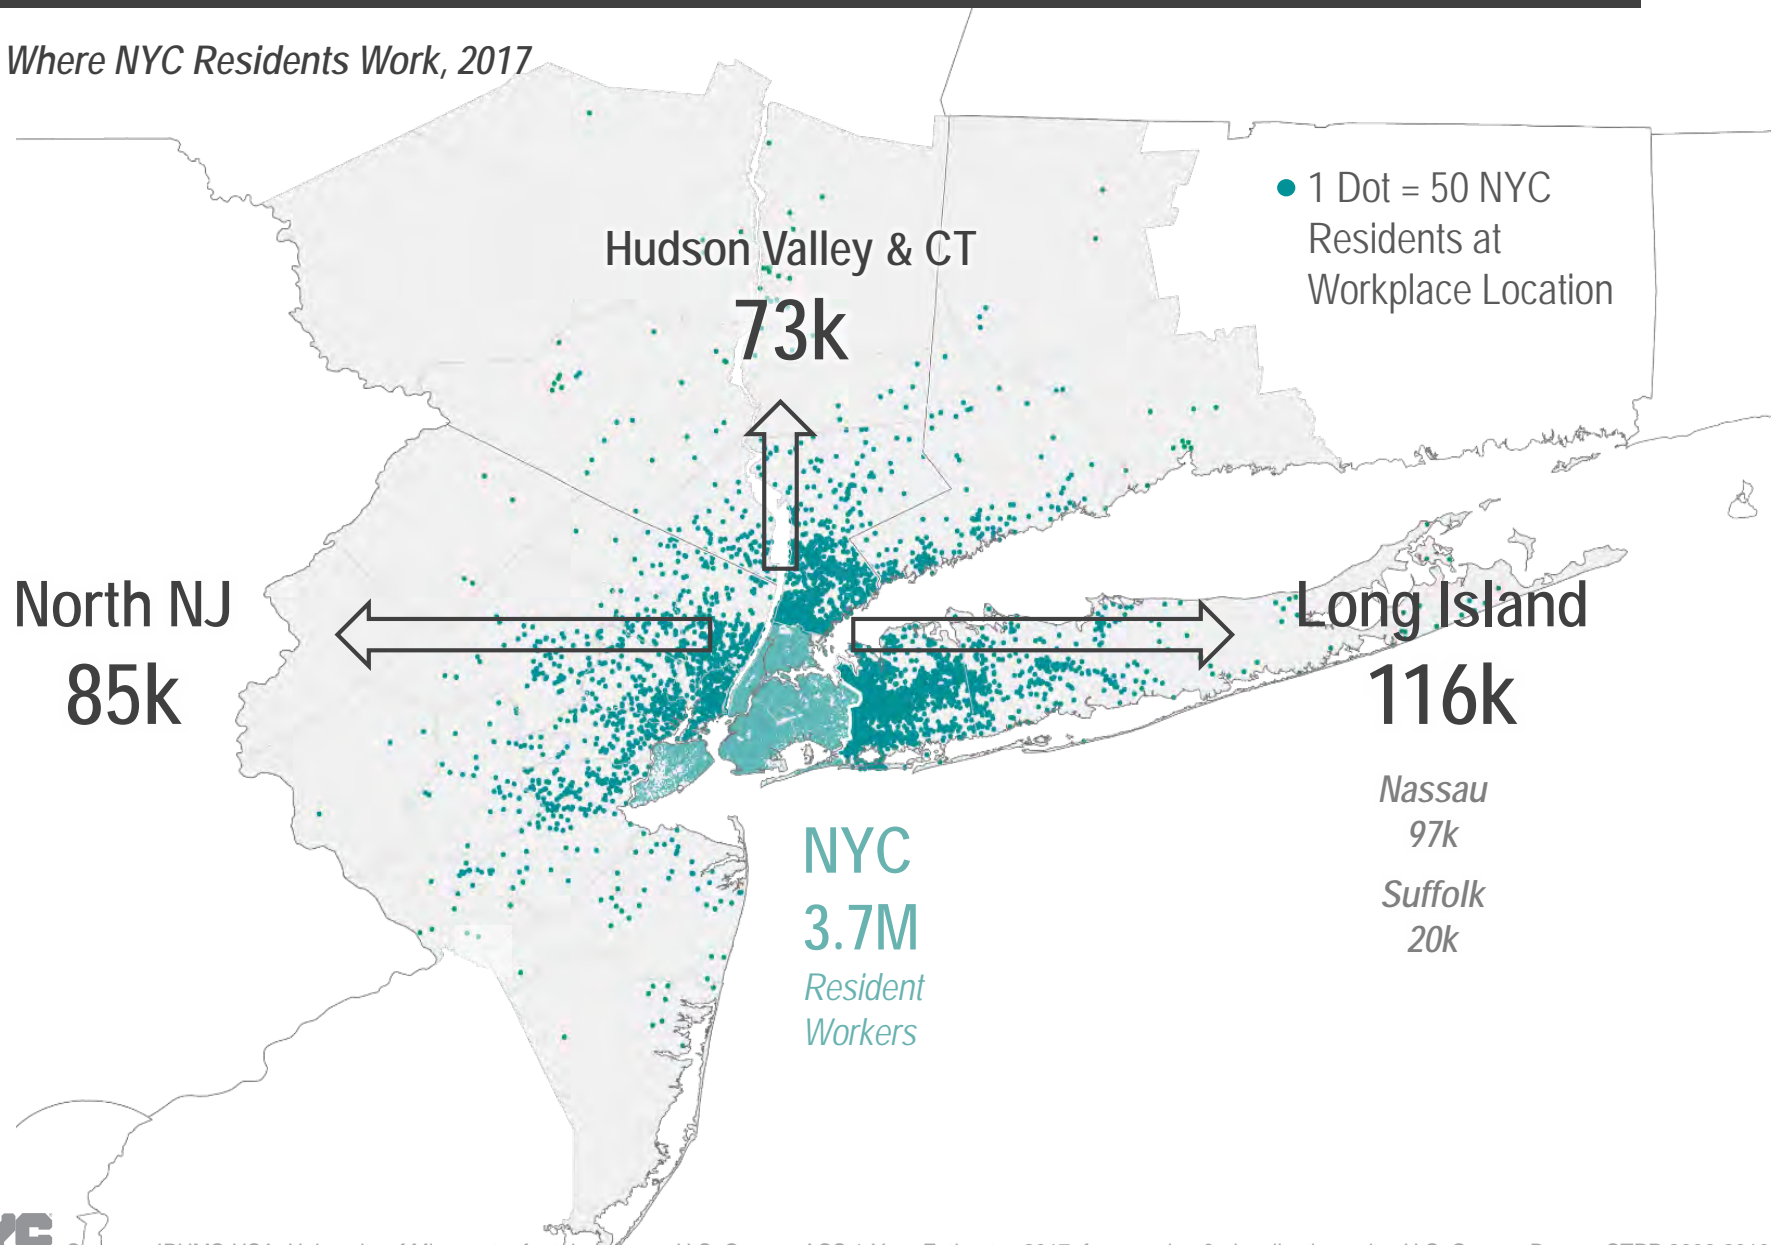 Where NYC Residents Work, 2017
1 Dot = 50 NYC
Residents at
Workplace Location
Hudson Valley & CT
73k
North NJ
85k
Long Island
116k
Nassau
97k
Suffolk
20k
NYC
3.7M
Resident
Workers